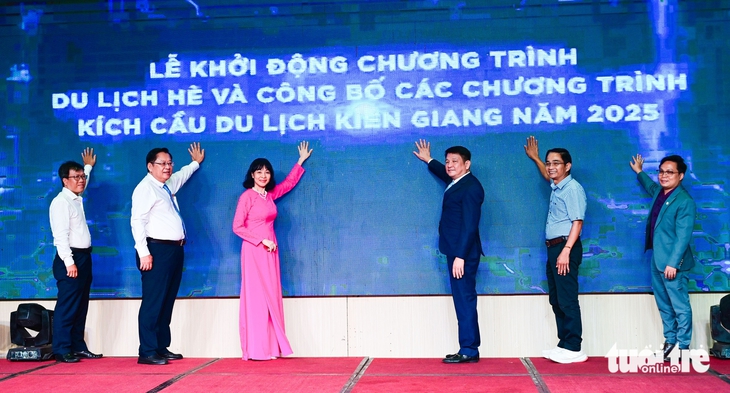 LỄ KHỞI ĐỘNG CHƯƠNG TRÌNH
DU LỊCH HÈ VÀ CÔNG BỐ CÁC CHƯƠNG TRÌNH
KÍCH CẦU DU LỊCH KIÊN GIANG NĂM 2025
tuổi trẻ
online